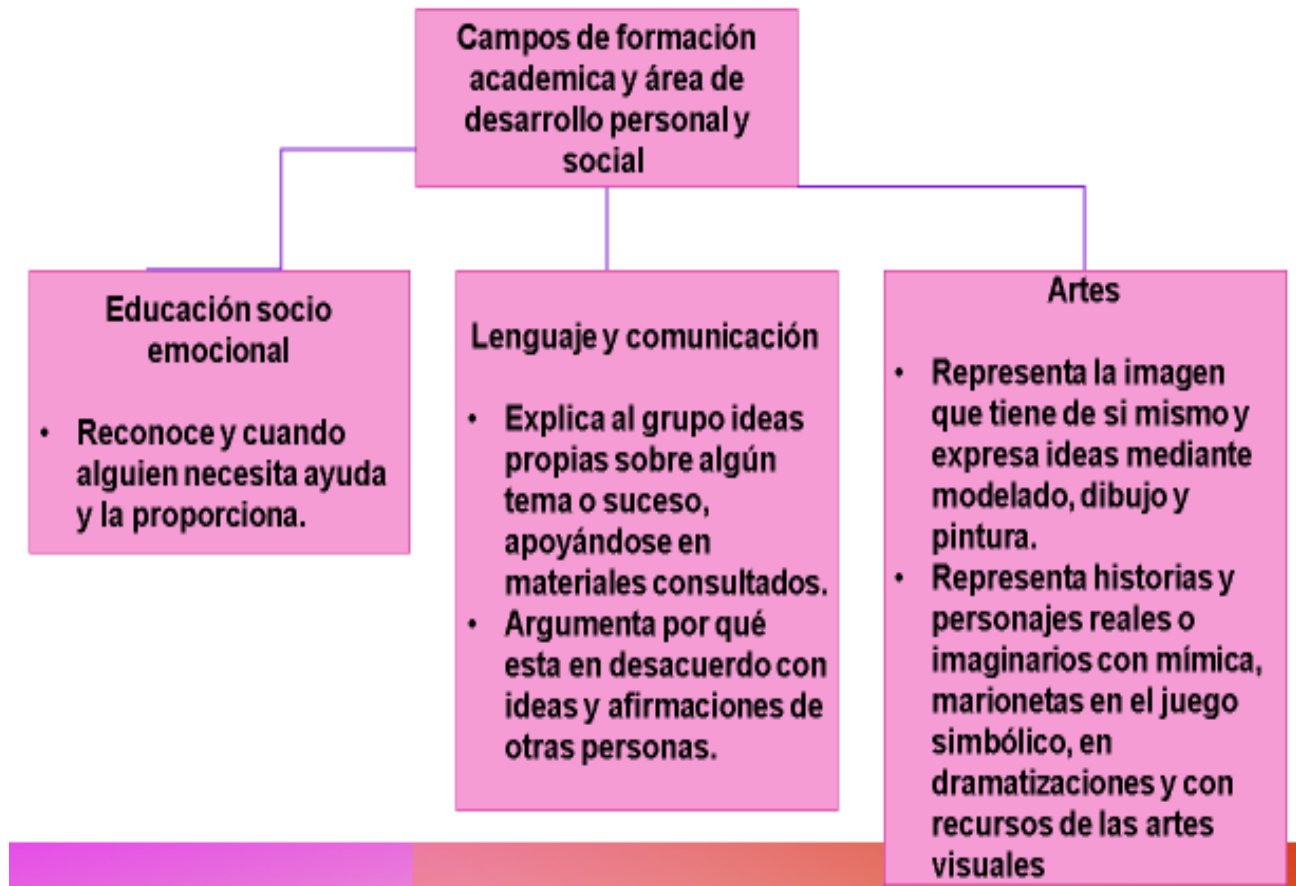 Campos de formación
academica y área de
desarrollo personal y
social
Educación socio
emocional
• Reconoce y cuando
alguien necesita ayuda
y la proporciona.
Lenguaje y comunicación
• Explica al grupo ideas
propias sobre algún
tema o suceso,
apoyándose en
materiales consultados.
• Argumenta por qué
esta en desacuerdo con
ideas y afirmaciones de
otras personas.
Artes
• Representa la imagen
que tiene de si mismo y
expresa ideas mediante
modelado, dibujo y
pintura.
• Representa historias y
personajes reales o
imaginarios con mímica,
marionetas en el juego
simbólico, en
dramatizaciones y con
recursos de las artes
visuales